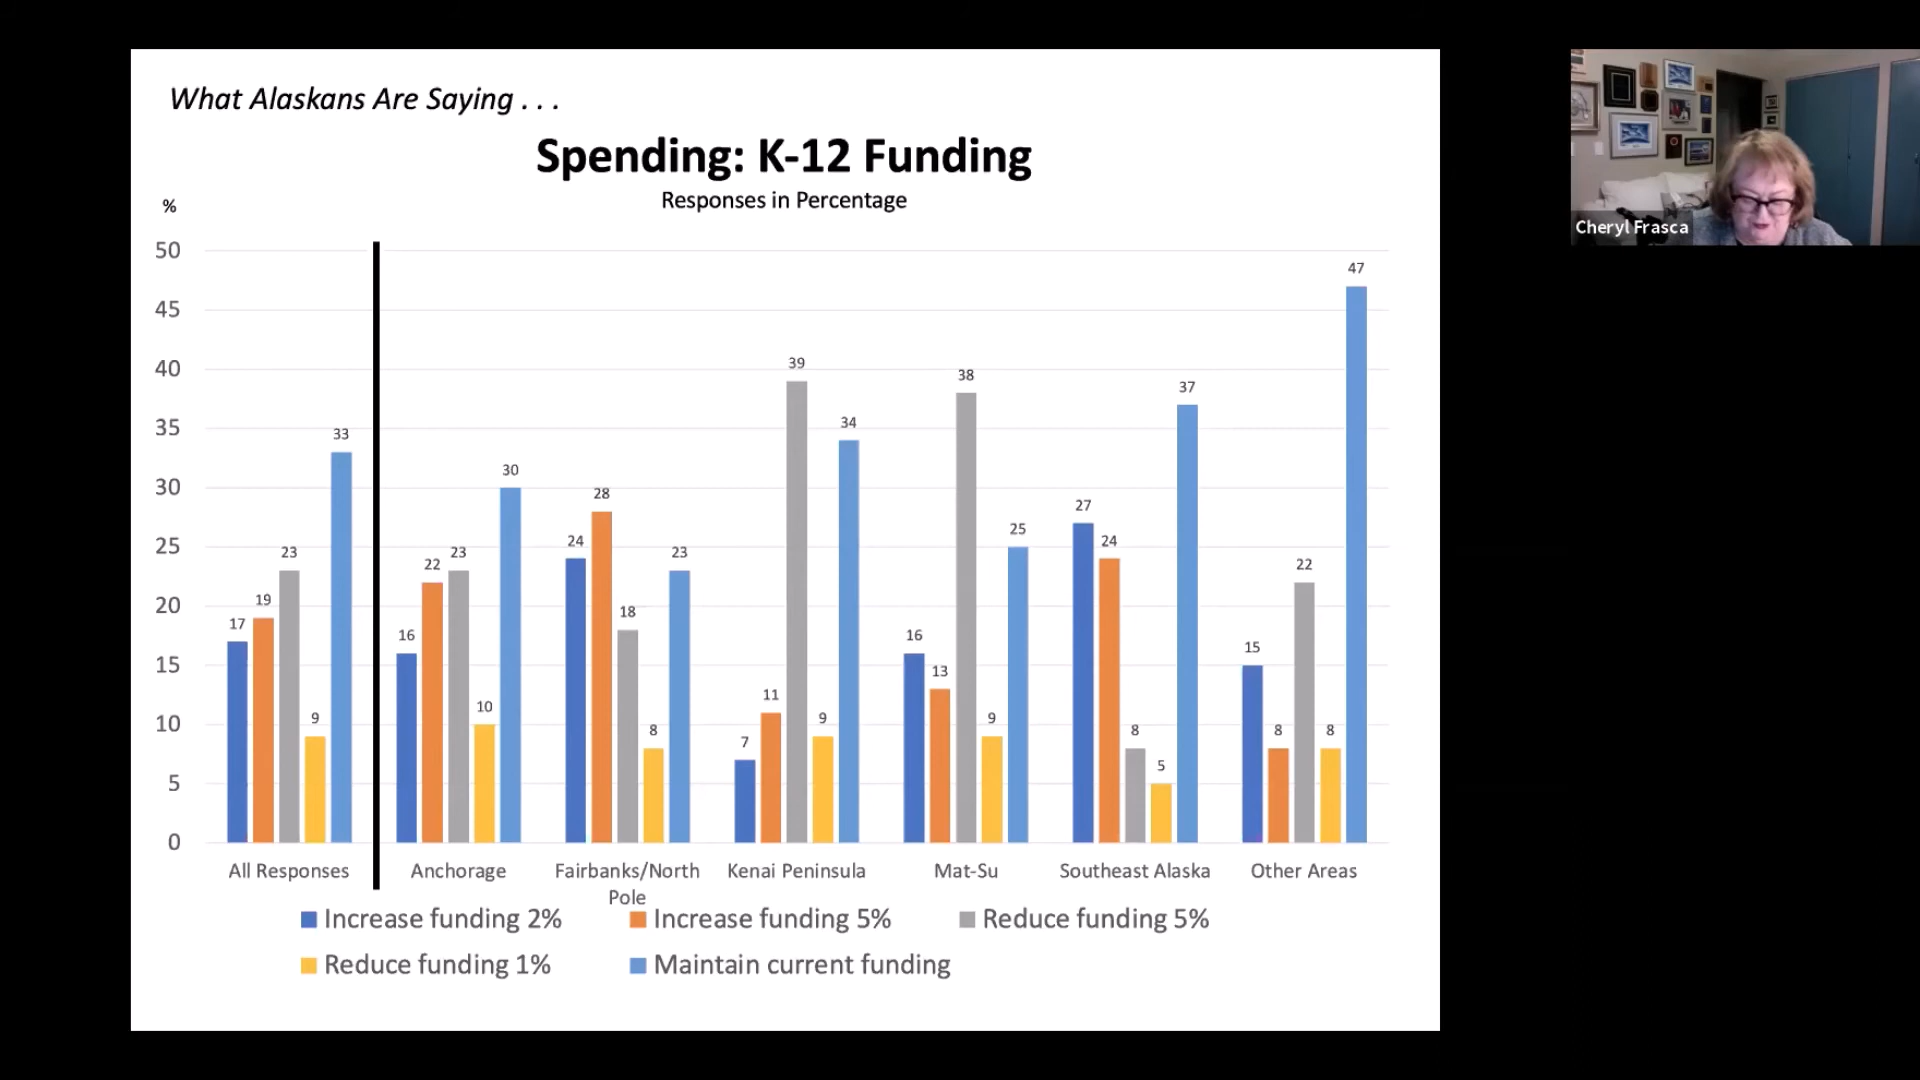 What Alaskans Are Saying . . .
Spending: K-12 Funding
Responses in Percentage
%
50
45
40
35
30
25
20
15
10
5
0
17
19
23
9
33
16
22
23
10
30
24
28
18
8
23
7
11
39
9
34
16
13
38
9
25
27
24
8
5
37
15
8
22
8
47
All Responses
Anchorage
Fairbanks/North
Pole
Kenai Peninsula
Mat-Su
Southeast Alaska
Other Areas
Increase funding 2%
Increase funding 5%
Reduce funding 5%
Reduce funding 1%
Maintain current funding
Cheryl Frasca